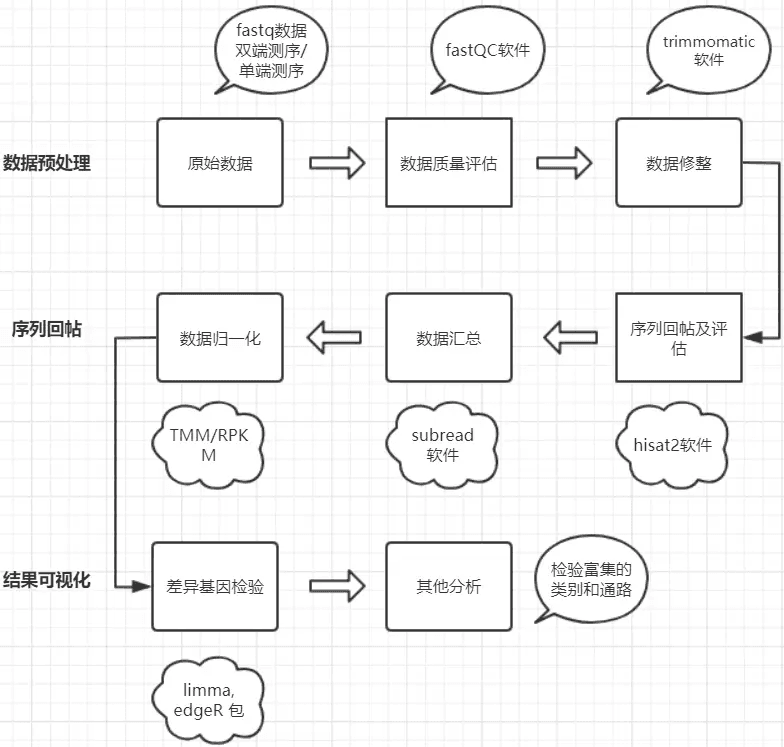 fastq数据
双端测序/
单端测序
fastQC软件
trimmomatic
软件
数据预处理
原始数据
数据质量评估
数据修整
序列回帖
数据归一化
数据汇总
序列回帖及评
估
TMM/RPK
M
subread
软件
hisat2软件
结果可视化
差异基因检验
其他分析
检验富集的
类别和通路
limma,
edgeR 包